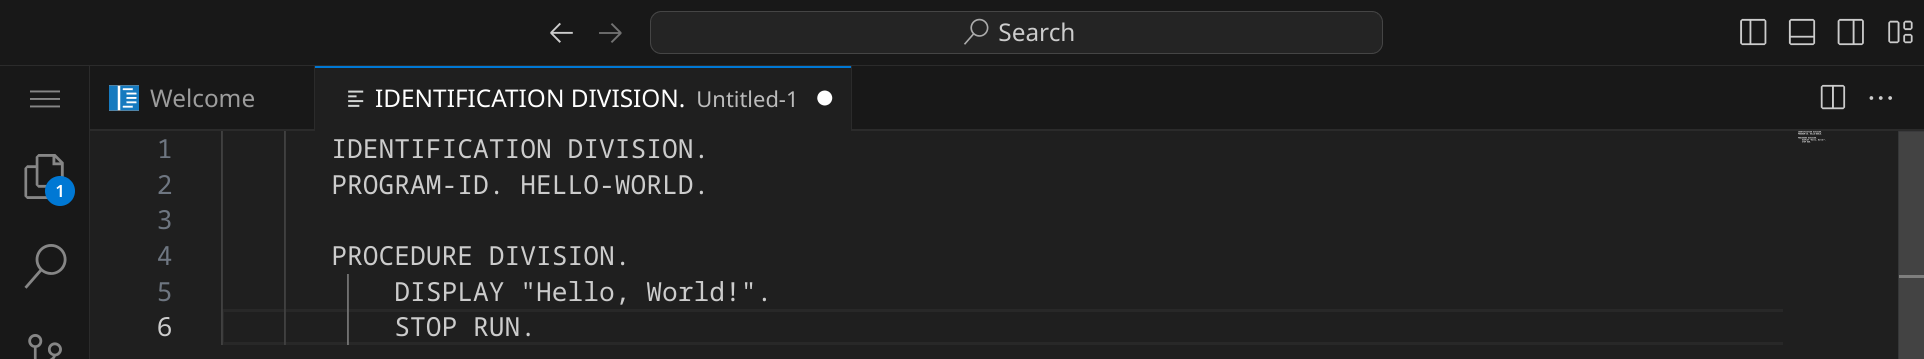 Search
Welcome
IDENTIFICATION DIVISION. Untitled-1
1 IDENTIFICATION DIVISION.
2 PROGRAM-ID. HELLO-WORLD.
3
4 PROCEDURE DIVISION.
5 DISPLAY "Hello, World!".
6 STOP RUN.
1